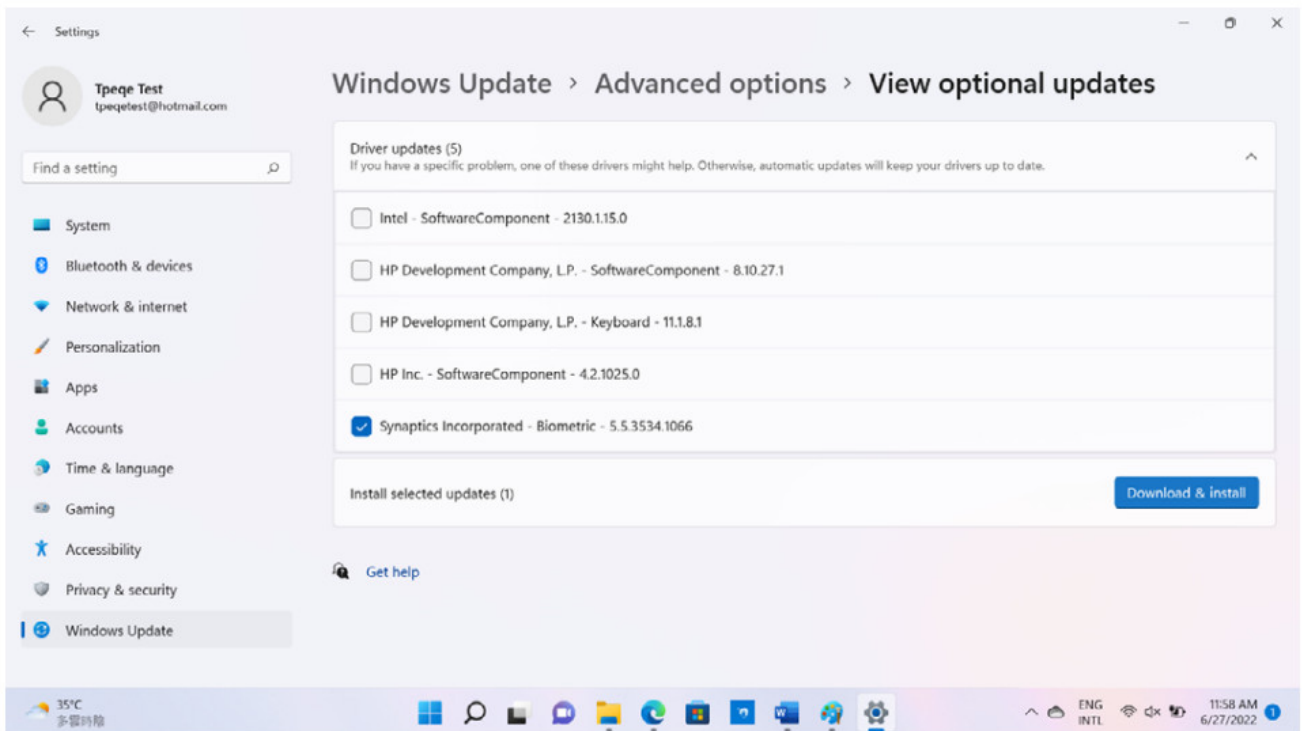 Settings
Tpeqe Test
tpeqetest@hotmail.com
Find a setting
System
Bluetooth & devices
Network & internet
Personalization
Apps
Accounts
Time & language
Gaming
Accessibility
Privacy & security
Windows Update
Windows Update › Advanced options › View optional updates
Driver updates (5)
If you have a specific problem, one of these drivers might help. Otherwise, automatic updates will keep your drivers up to date.
Intel - SoftwareComponent - 2130.1.15.0
HP Development Company, L.P. - SoftwareComponent - 8.10.27.1
HP Development Company, L.P. - Keyboard - 11.1.8.1
HP Inc. - SoftwareComponent - 4.2.1025.0
Synaptics Incorporated - Biometric - 5.5.3534.1066
Install selected updates (1)
Download & install
Get help
35°C
多雲時陰
ENG
INTL
11:58 AM
6/27/2022
1